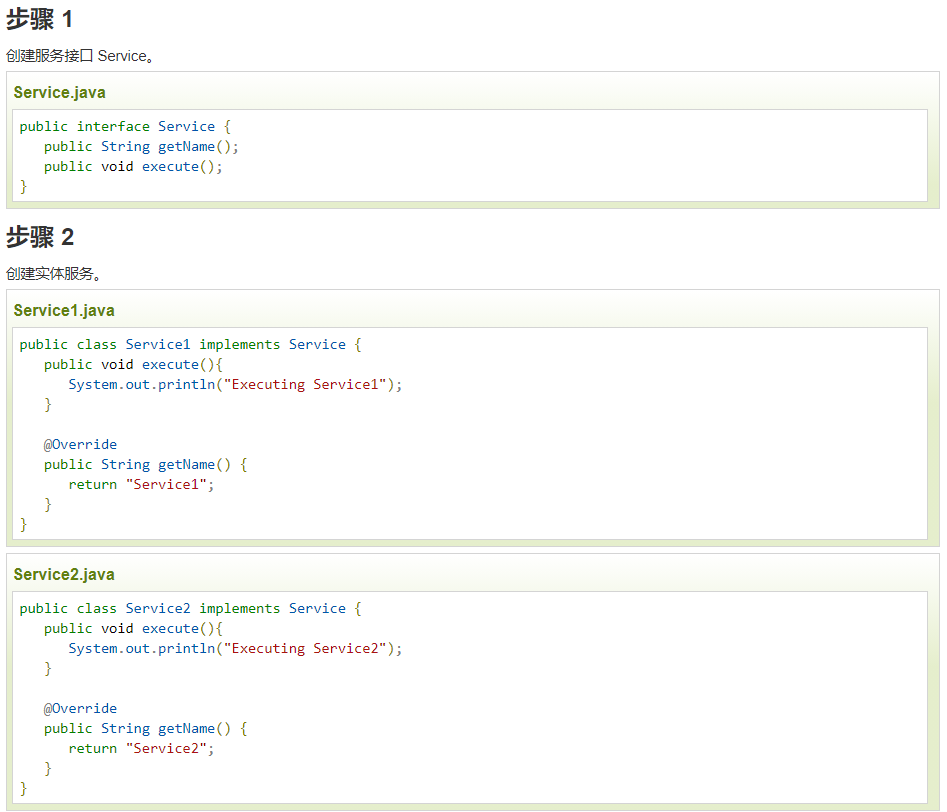 步骤 1
创建服务接口 Service。
Service.java
public interface Service {
   public String getName();
   public void execute();
}
步骤 2
创建实体服务。
Service1.java
public class Service1 implements Service {
   public void execute(){
      System.out.println("Executing Service1");
   }
   @Override
   public String getName() {
      return "Service1";
   }
}
Service2.java
public class Service2 implements Service {
   public void execute(){
      System.out.println("Executing Service2");
   }
   @Override
   public String getName() {
      return "Service2";
   }
}